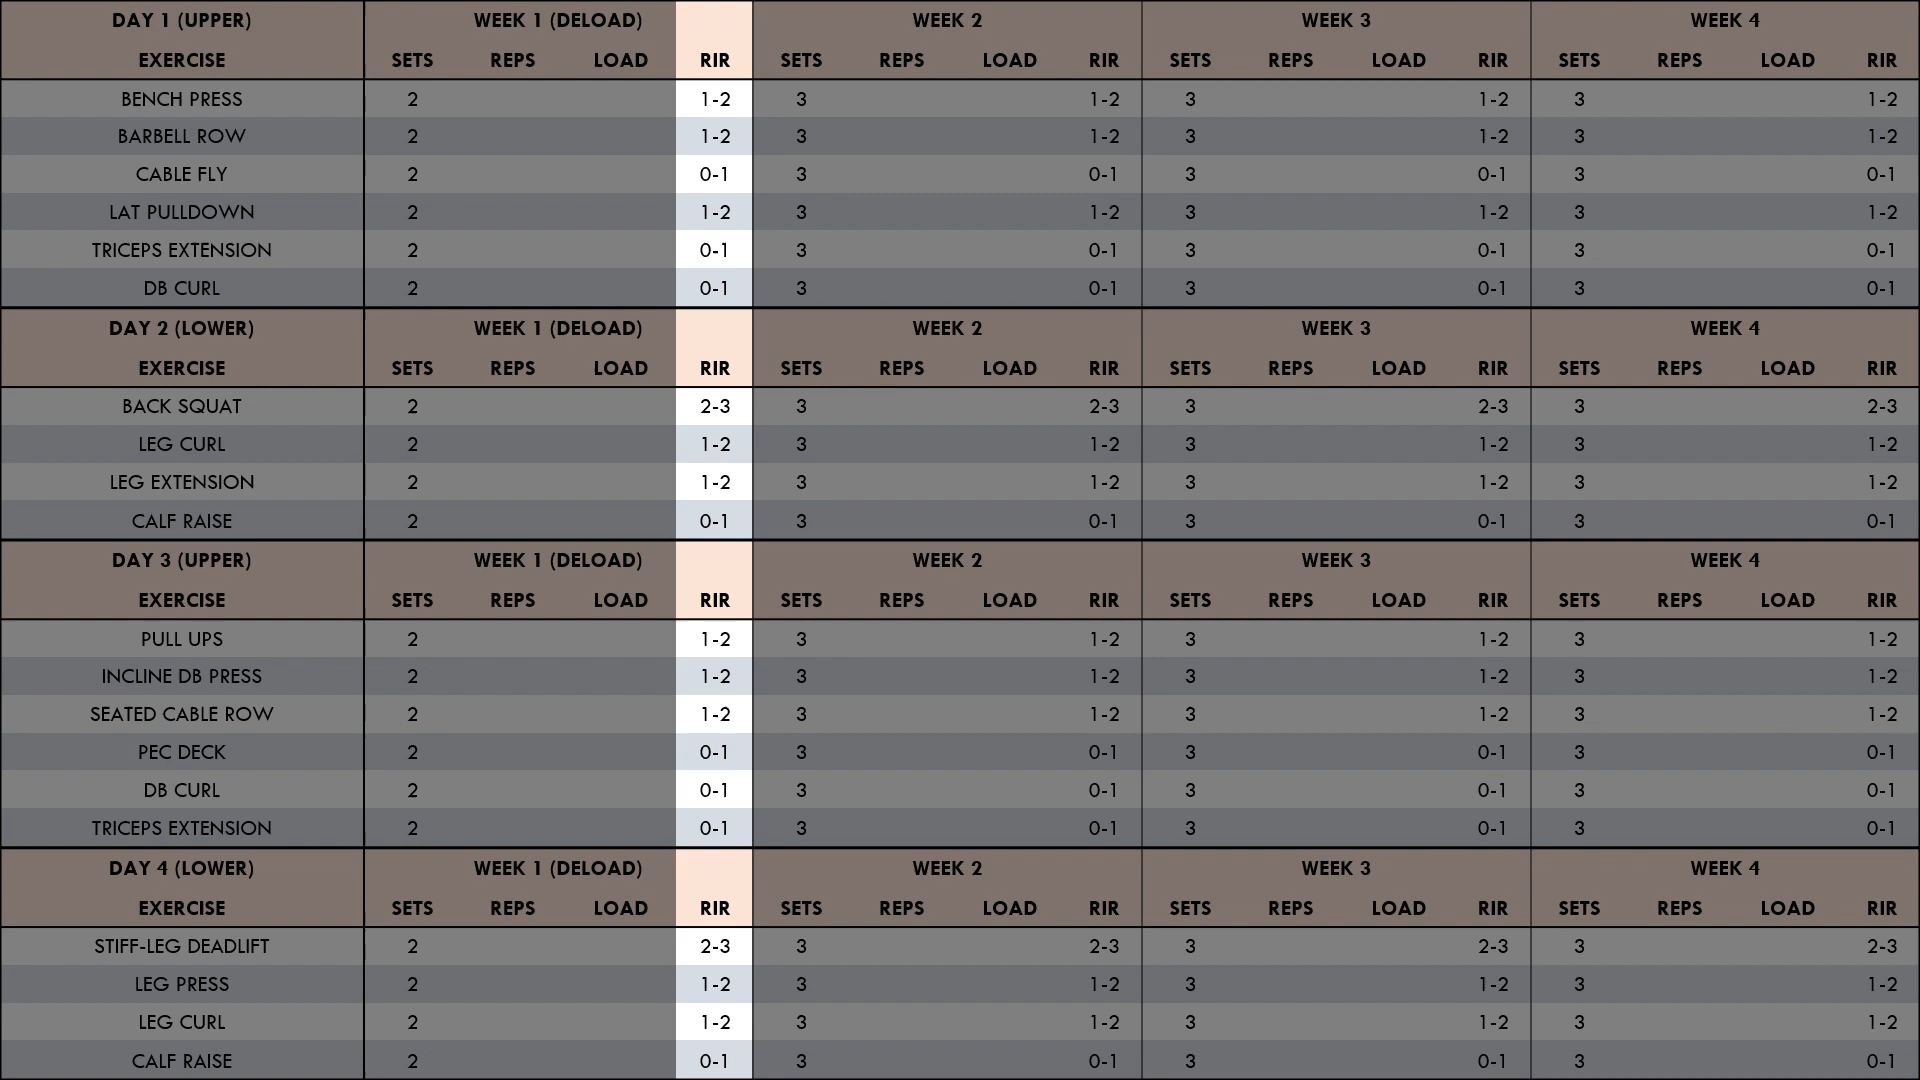 DAY 1 (UPPER) WEEK 1 (DELOAD) WEEK 2 WEEK 3 WEEK 4
EXERCISE SETS REPS LOAD RIR SETS REPS LOAD RIR SETS REPS LOAD RIR SETS REPS LOAD RIR
BENCH PRESS 2 1-2 3 1-2 3 1-2 3 1-2
BARBELL ROW 2 1-2 3 1-2 3 1-2 3 1-2
CABLE FLY 2 0-1 3 0-1 3 0-1 3 0-1
LAT PULLDOWN 2 1-2 3 1-2 3 1-2 3 1-2
TRICEPS EXTENSION 2 0-1 3 0-1 3 0-1 3 0-1
DB CURL 2 0-1 3 0-1 3 0-1 3 0-1
DAY 2 (LOWER) WEEK 1 (DELOAD) WEEK 2 WEEK 3 WEEK 4
EXERCISE SETS REPS LOAD RIR SETS REPS LOAD RIR SETS REPS LOAD RIR SETS REPS LOAD RIR
BACK SQUAT 2 2-3 3 2-3 3 2-3 3 2-3
LEG CURL 2 1-2 3 1-2 3 1-2 3 1-2
LEG EXTENSION 2 1-2 3 1-2 3 1-2 3 1-2
CALF RAISE 2 0-1 3 0-1 3 0-1 3 0-1
DAY 3 (UPPER) WEEK 1 (DELOAD) WEEK 2 WEEK 3 WEEK 4
EXERCISE SETS REPS LOAD RIR SETS REPS LOAD RIR SETS REPS LOAD RIR SETS REPS LOAD RIR
PULL UPS 2 1-2 3 1-2 3 1-2 3 1-2
INCLINE DB PRESS 2 1-2 3 1-2 3 1-2 3 1-2
SEATED CABLE ROW 2 1-2 3 1-2 3 1-2 3 1-2
PEC DECK 2 0-1 3 0-1 3 0-1 3 0-1
DB CURL 2 0-1 3 0-1 3 0-1 3 0-1
TRICEPS EXTENSION 2 0-1 3 0-1 3 0-1 3 0-1
DAY 4 (LOWER) WEEK 1 (DELOAD) WEEK 2 WEEK 3 WEEK 4
EXERCISE SETS REPS LOAD RIR SETS REPS LOAD RIR SETS REPS LOAD RIR SETS REPS LOAD RIR
STIFF-LEG DEADLIFT 2 2-3 3 2-3 3 2-3 3 2-3
LEG PRESS 2 1-2 3 1-2 3 1-2 3 1-2
LEG CURL 2 1-2 3 1-2 3 1-2 3 1-2
CALF RAISE 2 0-1 3 0-1 3 0-1 3 0-1